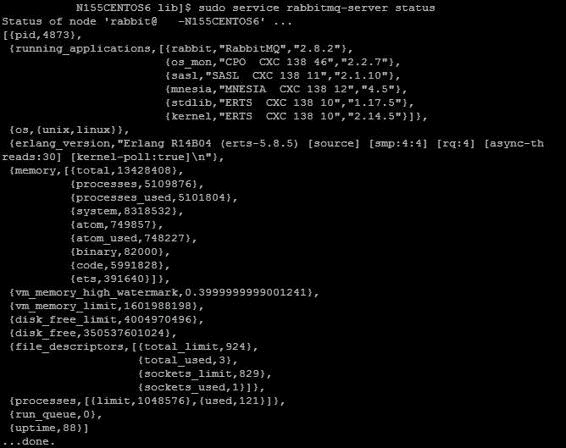 N155CENTOS6 lib]$ sudo service rabbitmq-server status
Status of node 'rabbit@   -N155CENTOS6' ...
[{pid,4873},
 {running_applications,[{rabbit,"RabbitMQ","2.8.2"},
                        {os_mon,"CPO  CXC 138 46","2.2.7"},
                        {sasl,"SASL  CXC 138 11","2.1.10"},
                        {mnesia,"MNESIA  CXC 138 12","4.5"},
                        {stdlib,"ERTS  CXC 138 10","1.17.5"},
                        {kernel,"ERTS  CXC 138 10","2.14.5"}]},
 {os,{unix,linux}},
 {erlang_version,"Erlang R14B04 (erts-5.8.5) [source] [smp:4:4] [rq:4] [async-th
reads:30] [kernel-poll:true]\n"},
 {memory,[{total,13428408},
          {processes,5109876},
          {processes_used,5101804},
          {system,8318532},
          {atom,749857},
          {atom_used,748227},
          {binary,82000},
          {code,5991828},
          {ets,391640}]},
 {vm_memory_high_watermark,0.3999999999001241},
 {vm_memory_limit,1601988198},
 {disk_free_limit,4004970496},
 {disk_free,350537601024},
 {file_descriptors,[{total_limit,924},
                    {total_used,3},
                    {sockets_limit,829},
                    {sockets_used,1}]},
 {processes,[{limit,1048576},{used,121}]},
 {run_queue,0},
 {uptime,88}]
...done.